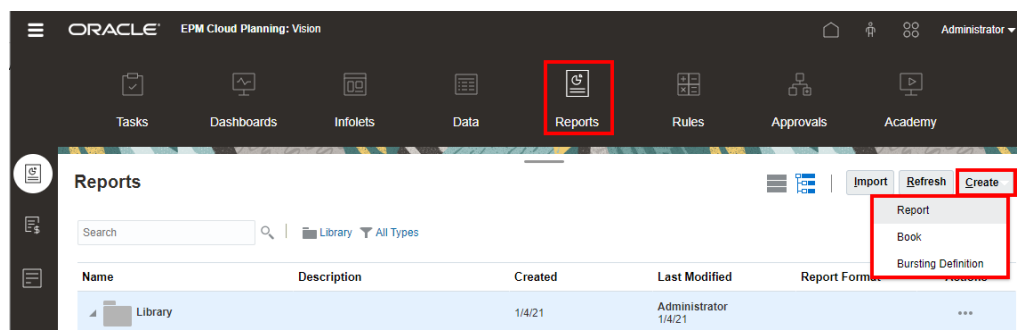 ORACLE® EPM Cloud Planning: Vision Administrator
Tasks Dashboards Infolets Data Reports Rules Approvals Academy
Reports Import Refresh Create
Report
Search Library All Types Book
Bursting Definition
Name Description Created Last Modified Report Format Actions
Library 1/4/21 Administrator
1/4/21